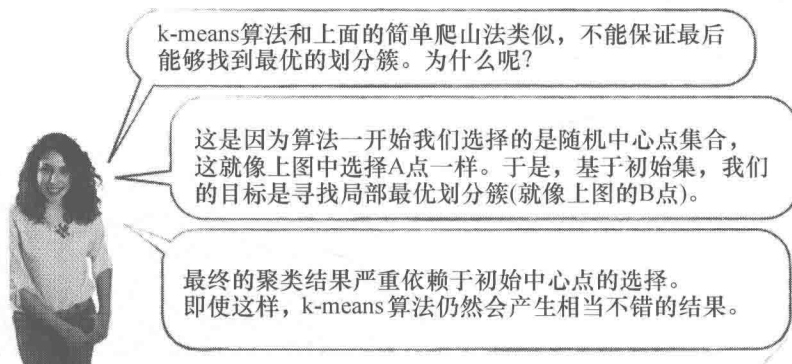 k-means算法和上面的简单爬山法类似，不能保证最后
能够找到最优的划分簇。为什么呢？
这是因为算法一开始我们选择的是随机中心点集合，
这就像上图中选择A点一样。于是，基于初始集，我们
的目标是寻找局部最优划分簇(就像上图的B点)。
最终的聚类结果严重依赖于初始中心点的选择。
即使这样，k-means算法仍然会产生相当不错的结果。